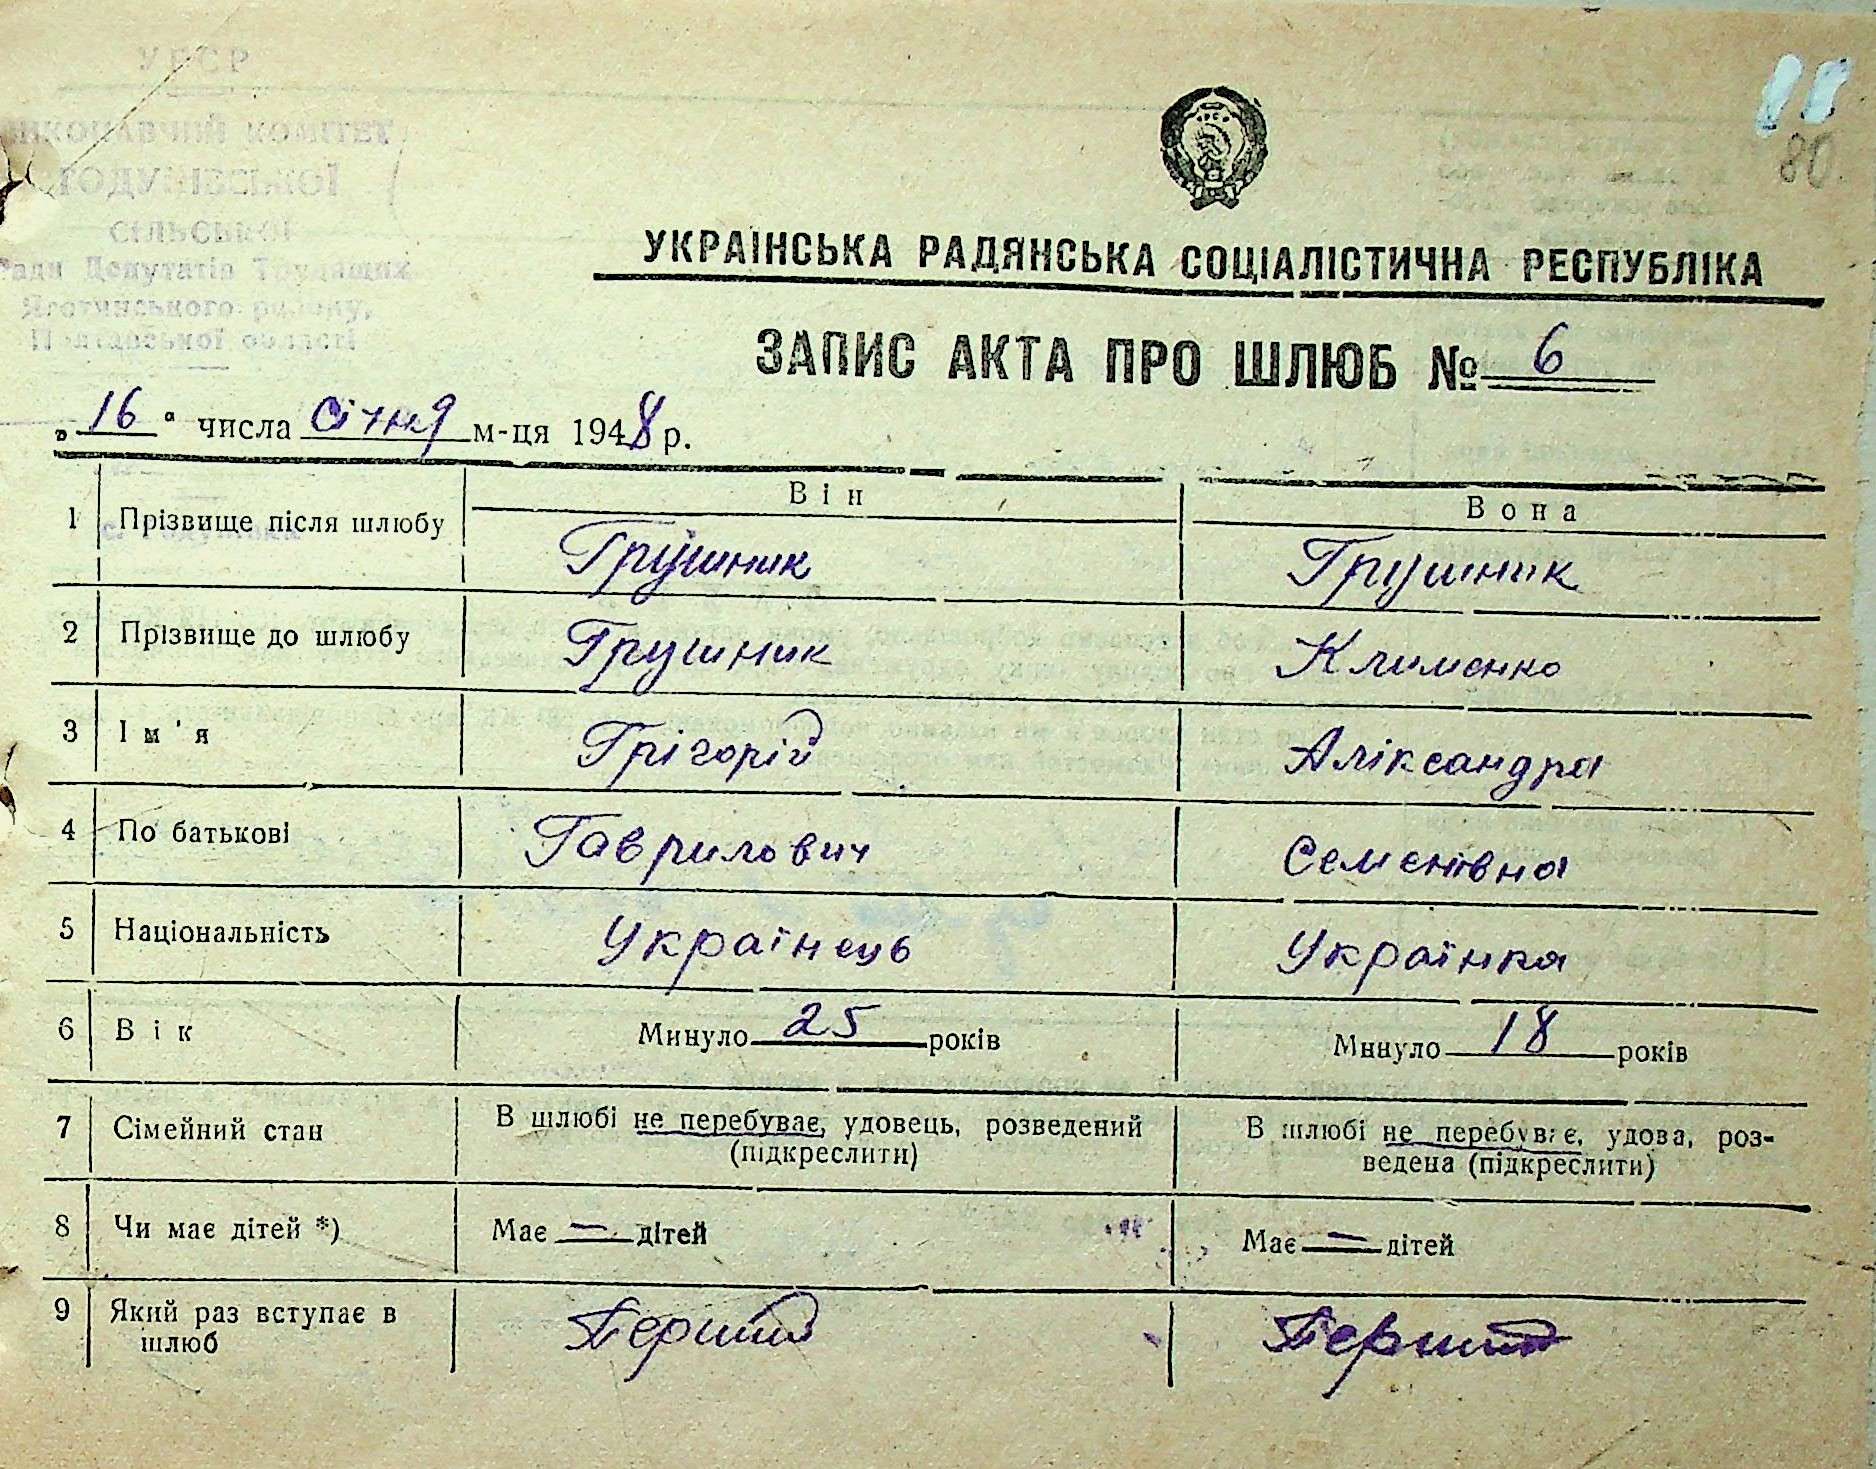 УРСР
ВИКОНАВЧИЙ КОМІТЕТ
СІЛЬСЬКОЇ
Ради Депутатів Трудящих
Яготинського району,
Полтавської області
80
УКРАЇНСЬКА РАДЯНСЬКА СОЦІАЛІСТИЧНА РЕСПУБЛІКА
ЗАПИС АКТА ПРО ШЛЮБ № 6
„16“ числа січня м-ця 1948 р.
Він
Вона
1 Прізвище після шлюбу Грушник Грушник
2 Прізвище до шлюбу Грушник Клименко
3 Ім'я Грігорій Аліксандра
4 По батькові Гаврилович Семенівна
5 Національність Українець Українка
6 Вік Минуло 25 років Минуло 18 років
7 Сімейний стан В шлюбі не перебуває, удовець, розведений (підкреслити) В шлюбі не перебуває, удова, роз-
ведена (підкреслити)
8 Чи має дітей *) Має — дітей Має — дітей
9 Який раз вступає в шлюб Перший Перший